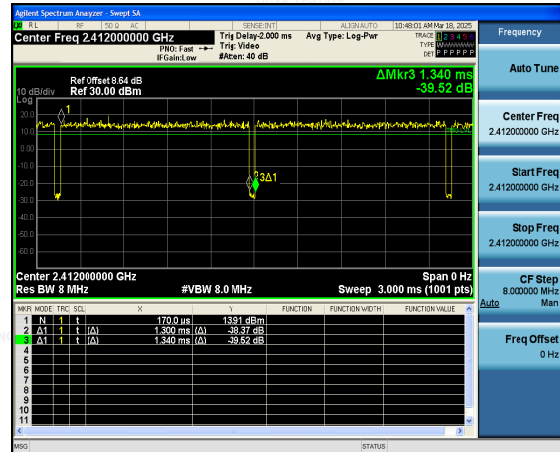 Agilent Spectrum Analyzer - Swept SA
RL RF 50 Ω AC SENSE:INT ALIGNAUTO 10:48:01 AM Mar 18, 2025
Center Freq 2.412000000 GHz
PNO: Fast
IFGain:Low
Trig Delay-2.000 ms
Trig: Video
#Atten: 40 dB
Avg Type: Log-Pwr
TRACE 1 2 3 4 5 6
TYPE
DET P P P P P P
ΔMkr3 1.340 ms
-39.52 dB
Ref Offset 8.64 dB
10 dB/div Ref 30.00 dBm
Log
20.0
10.0
0.00
-10.0
-20.0
-30.0
-40.0
-50.0
-60.0
1
3Δ1
Center 2.412000000 GHz Span 0 Hz
Res BW 8 MHz #VBW 8.0 MHz Sweep 3.000 ms (1001 pts)
MKR MODE TRC SCL X Y FUNCTION FUNCTION WIDTH FUNCTION VALUE
1 N 1 t 170.0 µs 13.91 dBm
2 Δ1 1 t (Δ) 1.300 ms (Δ) -38.37 dB
3 Δ1 1 t (Δ) 1.340 ms (Δ) -39.52 dB
4
5
6
7
8
9
10
11
MSG STATUS
Frequency
Auto Tune
Center Freq
2.412000000 GHz
Start Freq
2.412000000 GHz
Stop Freq
2.412000000 GHz
CF Step
8.000000 MHz
Auto Man
Freq Offset
0 Hz